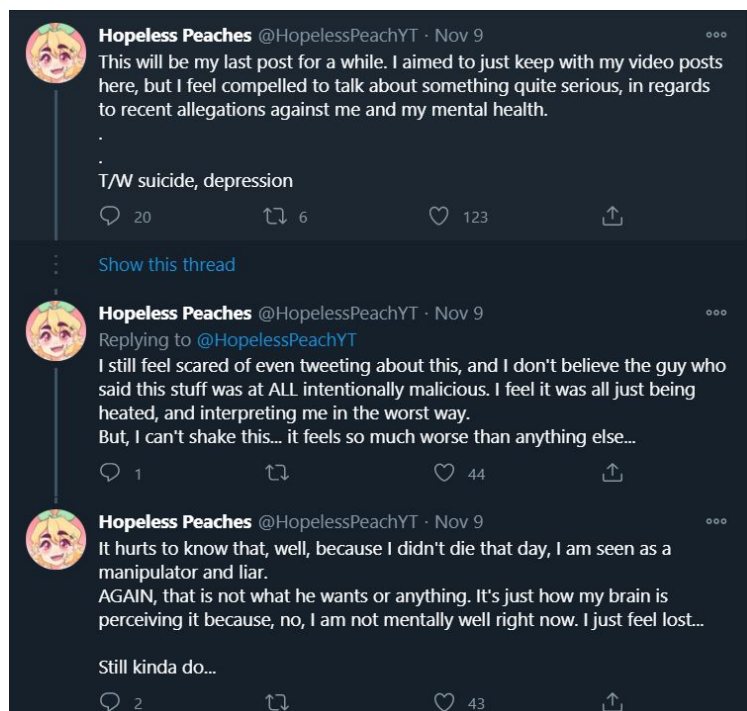 Hopeless Peaches @HopelessPeachYT · Nov 9
This will be my last post for a while. I aimed to just keep with my video posts
here, but I feel compelled to talk about something quite serious, in regards
to recent allegations against me and my mental health.
.
.
T/W suicide, depression
20 6 123
Show this thread
Hopeless Peaches @HopelessPeachYT · Nov 9
Replying to @HopelessPeachYT
I still feel scared of even tweeting about this, and I don't believe the guy who
said this stuff was at ALL intentionally malicious. I feel it was all just being
heated, and interpreting me in the worst way.
But, I can't shake this... it feels so much worse than anything else...
1 44
Hopeless Peaches @HopelessPeachYT · Nov 9
It hurts to know that, well, because I didn't die that day, I am seen as a
manipulator and liar.
AGAIN, that is not what he wants or anything. It's just how my brain is
perceiving it because, no, I am not mentally well right now. I just feel lost...
Still kinda do...
2 43